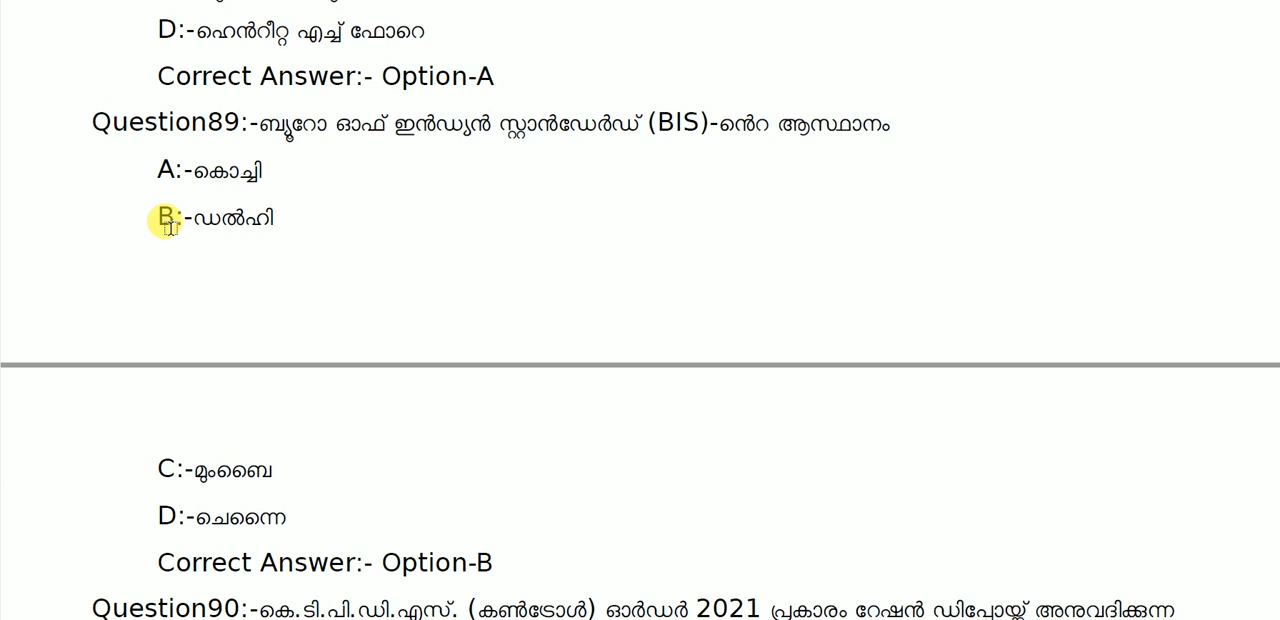 D:-ഹെൻറീറ്റ എച്ച് ഫോറെ
Correct Answer:- Option-A
Question89:-ബ്യൂറോ ഓഫ് ഇൻഡ്യൻ സ്റ്റാൻഡേർഡ് (BIS)-ൻെറ ആസ്ഥാനം
A:-കൊച്ചി
B:-ഡൽഹി
C:-മുംബൈ
D:-ചെന്നൈ
Correct Answer:- Option-B
Question90:-കെ.ടി.പി.ഡി.എസ്. (കൺട്രോൾ) ഓർഡർ 2021 പ്രകാരം റേഷൻ ഡിപ്പോയ്ക്ക് അനുവദിക്കുന്ന